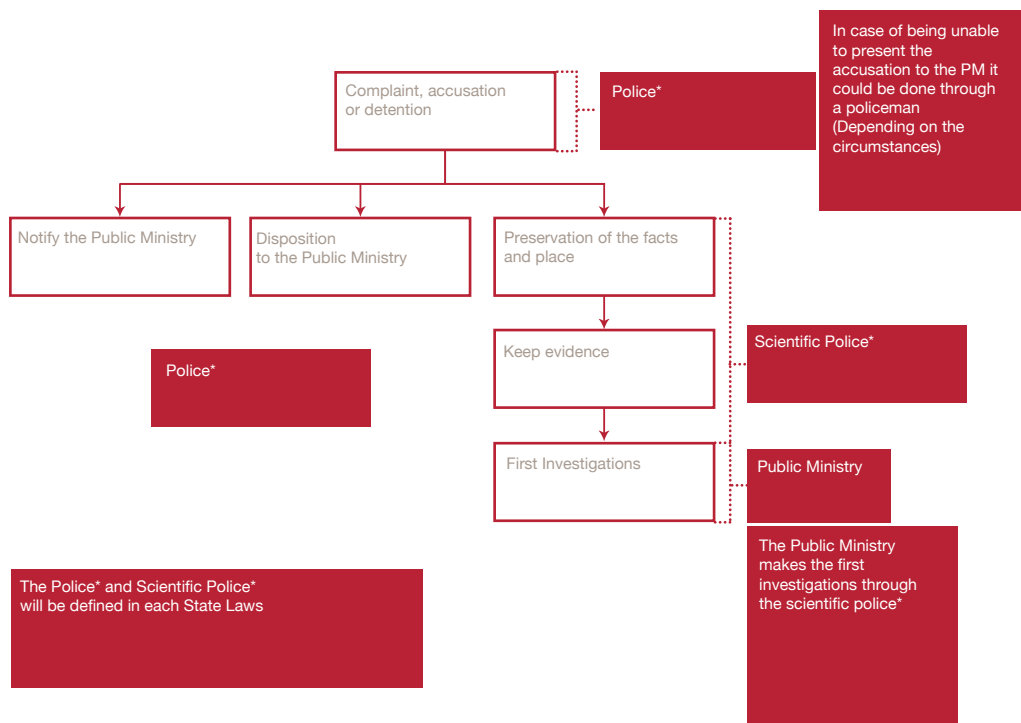 In case of being unable
to present the
accusation to the PM it
could be done through
a policeman
(Depending on the
circumstances)
Complaint, accusation
or detention
Police*
Notify the Public Ministry
Disposition
to the Public Ministry
Preservation of the facts
and place
Keep evidence
Scientific Police*
Police*
First Investigations
Public Ministry
The Public Ministry
makes the first
investigations through
the scientific police*
The Police* and Scientific Police*
will be defined in each State Laws